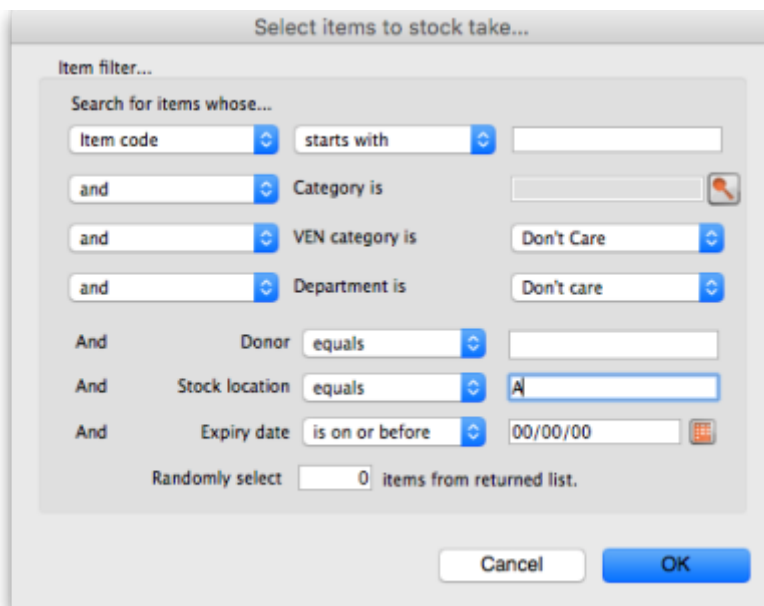 Select items to stock take...
Item filter...
Search for items whose...
Item code starts with
and Category is
and VEN category is Don't Care
and Department is Don't care
And Donor equals
And Stock location equals A
And Expiry date is on or before 00/00/00
Randomly select 0 items from returned list.
Cancel OK